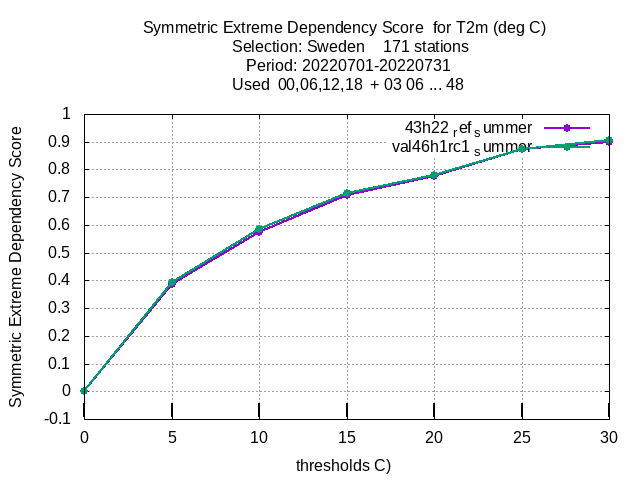 Symmetric Extreme Dependency Score for T2m (deg C)
Selection: Sweden 171 stations
Period: 20220701-20220731
Used 00,06,12,18 + 03 06 ... 48
43h22 ref summer
val46h1rc1 summer
Symmetric Extreme Dependency Score
1
0.9
0.8
0.7
0.6
0.5
0.4
0.3
0.2
0.1
0
-0.1
0 5 10 15 20 25 30
thresholds C)